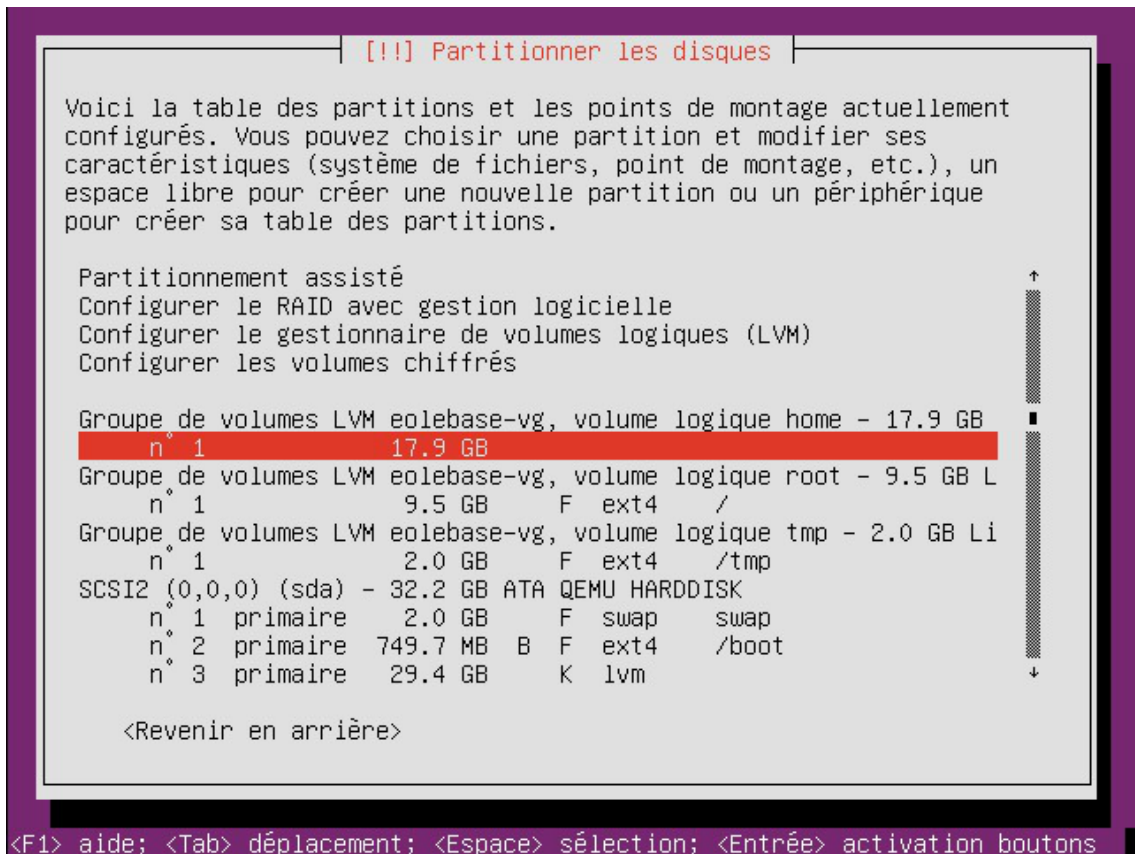 [!!] Partitionner les disques
Voici la table des partitions et les points de montage actuellement
configurés. Vous pouvez choisir une partition et modifier ses
caractéristiques (système de fichiers, point de montage, etc.), un
espace libre pour créer une nouvelle partition ou un périphérique
pour créer sa table des partitions.
Partitionnement assisté
Configurer le RAID avec gestion logicielle
Configurer le gestionnaire de volumes logiques (LVM)
Configurer les volumes chiffrés
Groupe de volumes LVM eolebase-vg, volume logique home - 17.9 GB
n° 1 17.9 GB
Groupe de volumes LVM eolebase-vg, volume logique root - 9.5 GB L
n° 1 9.5 GB F ext4 /
Groupe de volumes LVM eolebase-vg, volume logique tmp - 2.0 GB Li
n° 1 2.0 GB F ext4 /tmp
SCSI2 (0,0,0) (sda) - 32.2 GB ATA QEMU HARDDISK
n° 1 primaire 2.0 GB F swap swap
n° 2 primaire 749.7 MB B F ext4 /boot
n° 3 primaire 29.4 GB K lvm
<Revenir en arrière>
<F1> aide; <Tab> déplacement; <Espace> sélection; <Entrée> activation boutons